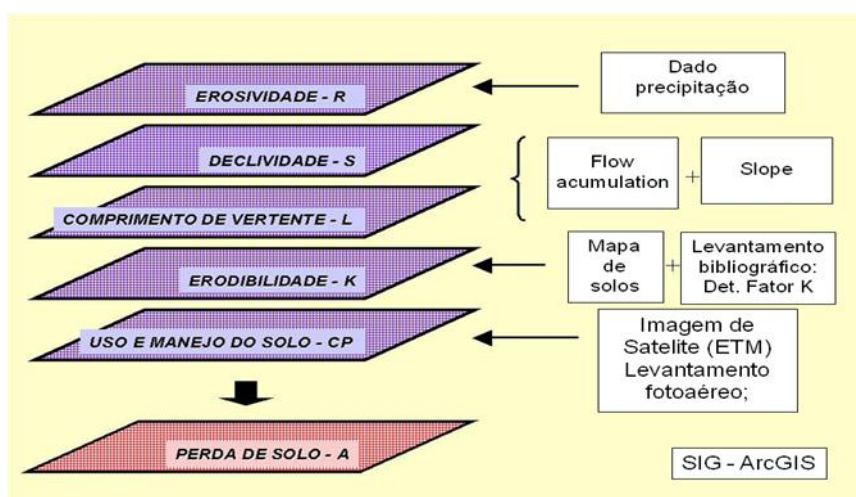 EROSIVIDADE - R
Dado
precipitação
DECLIVIDADE - S
COMPRIMENTO DE VERTENTE - L
Flow
acumulation
+
Slope
ERODIBILIDADE - K
Mapa
de
solos
+
Levantamento
bibliográfico:
Det. Fator K
USO E MANEJO DO SOLO - CP
Imagem de
Satelite (ETM)
Levantamento
fotoaéreo;
PERDA DE SOLO - A
SIG - ArcGIS